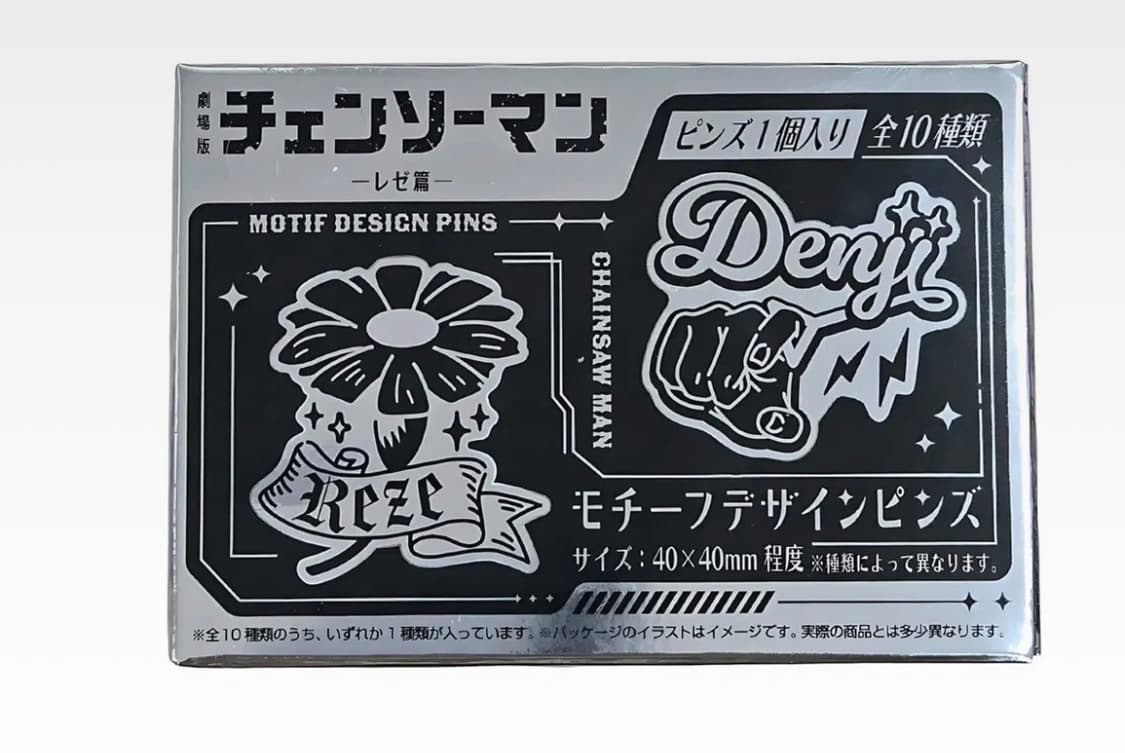 劇場版
チェンソーマン
―レゼ篇―
ピンズ1個入り 全10種類
MOTIF DESIGN PINS
Denji
CHAINSAW MAN
Reze
モチーフデザインピンズ
サイズ：40×40mm 程度 ※種類によって異なります。
※全10種類のうち、いずれか1種類が入っています。※パッケージのイラストはイメージです。実際の商品とは多少異なります。